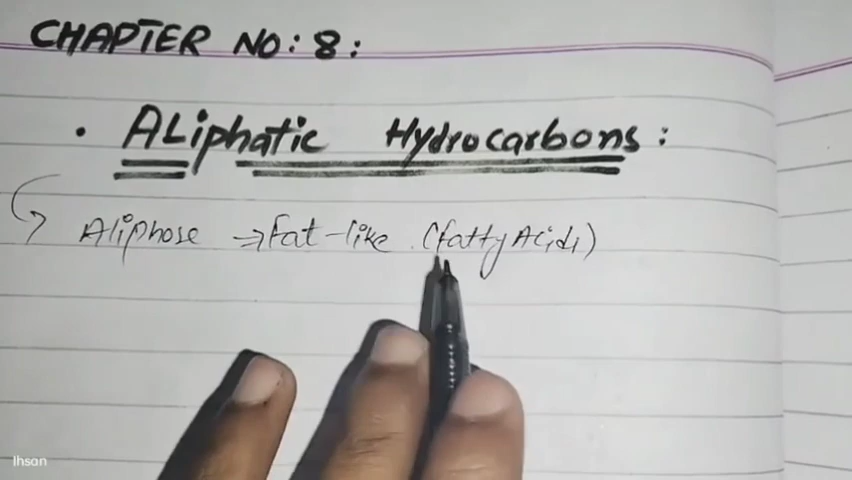 CHAPTER NO: 8:
• ALiphatic Hydrocarbons:
Aliphose ⇒ Fat-like (fatty Acids)
Ihsan